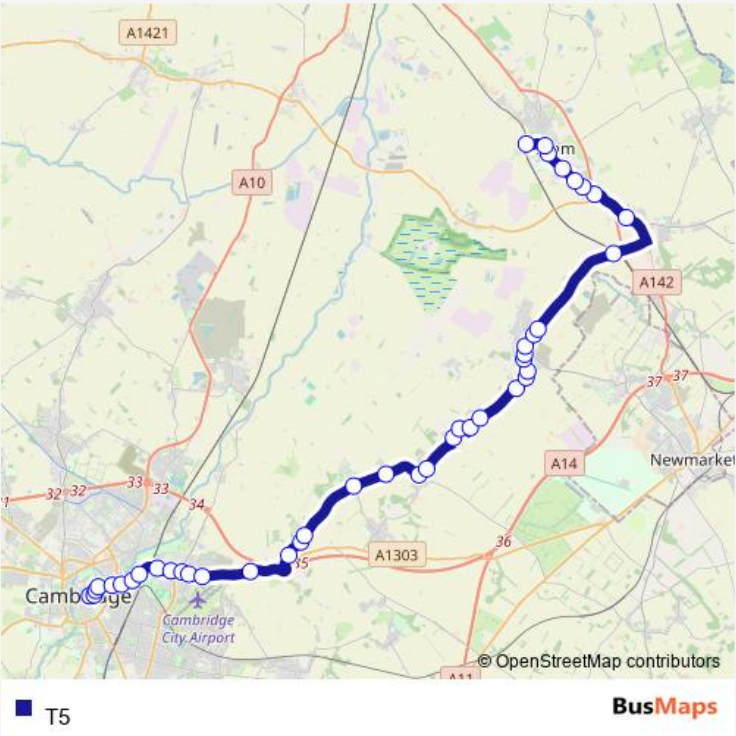 A1421
A10
A142
37 37
A14
Newmarket
33
33
32 32
34
36
A1303
35
Cambridge
Cambridge
City Airport
A11
© OpenStreetMap contributors
T5
BusMaps